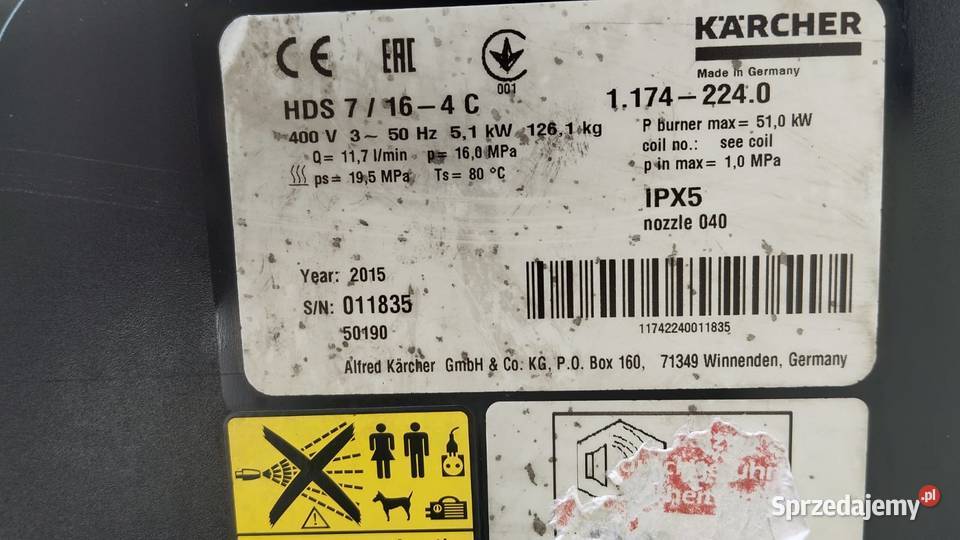 KÄRCHER
Made in Germany
CE EAC
001
HDS 7 / 16 – 4 C
1.174 – 224.0
400 V 3 ~ 50 Hz 5,1 kW 126,1 kg
Q= 11,7 l/min p= 16,0 MPa
ps= 19,5 MPa Ts= 80 °C
P burner max= 51,0 kW
coil no.: see coil
p in max= 1,0 MPa
IPX5
nozzle 040
Year: 2015
S/N: 011835
50190
11742240011835
Alfred Kärcher GmbH & Co. KG, P.O. Box 160, 71349 Winnenden, Germany
Sprzedajemy.pl